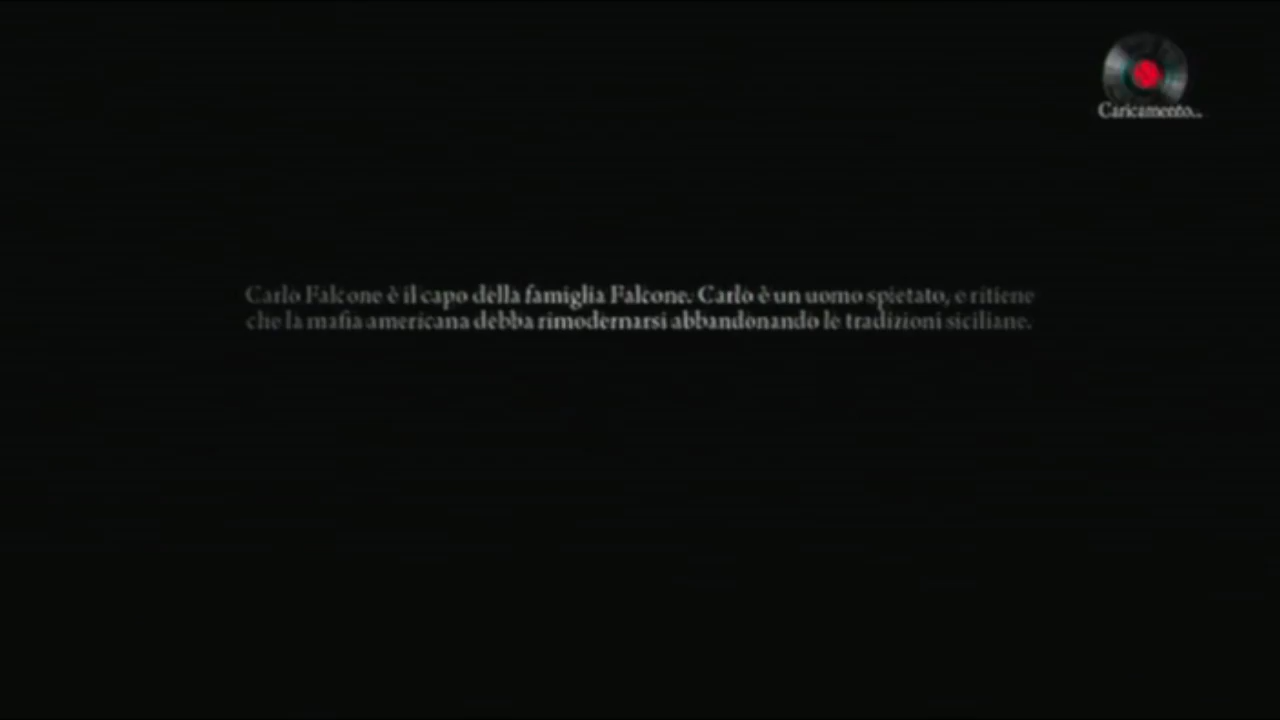 Caricamento...
Carlo Falcone è il capo della famiglia Falcone. Carlo è un uomo spietato, e ritiene
che la mafia americana debba rimodernarsi abbandonando le tradizioni siciliane.